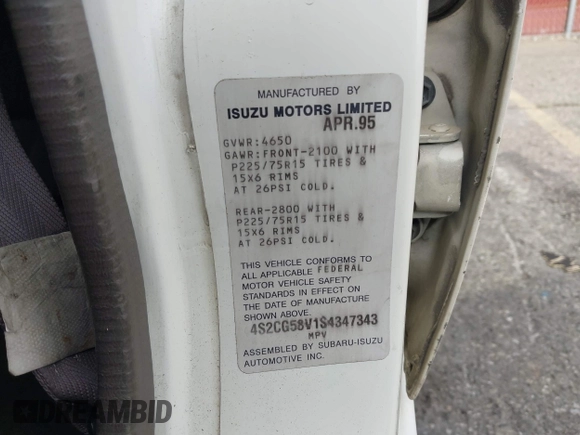 MANUFACTURED BY
ISUZU MOTORS LIMITED
APR.95
GVWR:4650
GAWR:FRONT-2100 WITH
P225/75R15 TIRES &
15X6 RIMS
AT 26PSI COLD.
REAR-2800 WITH
P225/75R15 TIRES &
15X6 RIMS
AT 26PSI COLD.
THIS VEHICLE CONFORMS TO
ALL APPLICABLE FEDERAL
MOTOR VEHICLE SAFETY
STANDARDS IN EFFECT ON
THE DATE OF MANUFACTURE
SHOWN ABOVE.
4S2CG58V1S4347343
MPV
ASSEMBLED BY SUBARU-ISUZU
AUTOMOTIVE INC.
DREAMBID